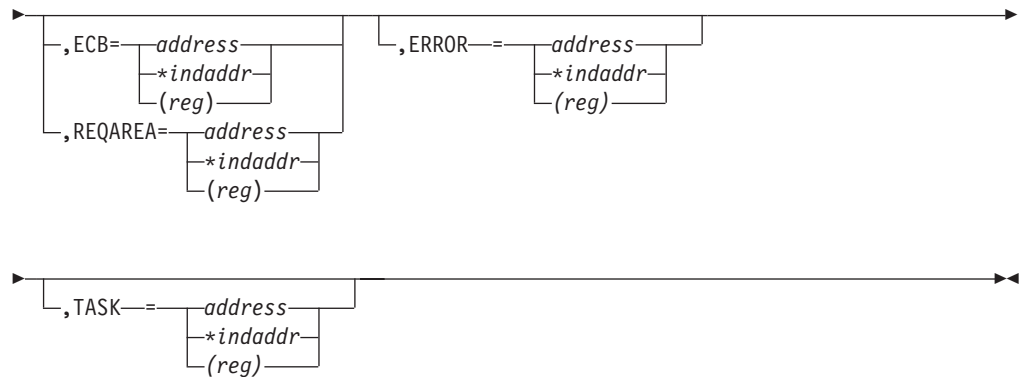 ,ECB= address ,ERROR = address
*indaddr *indaddr
(reg) (reg)
,REQAREA= address
*indaddr
(reg)
,TASK = address
*indaddr
(reg)